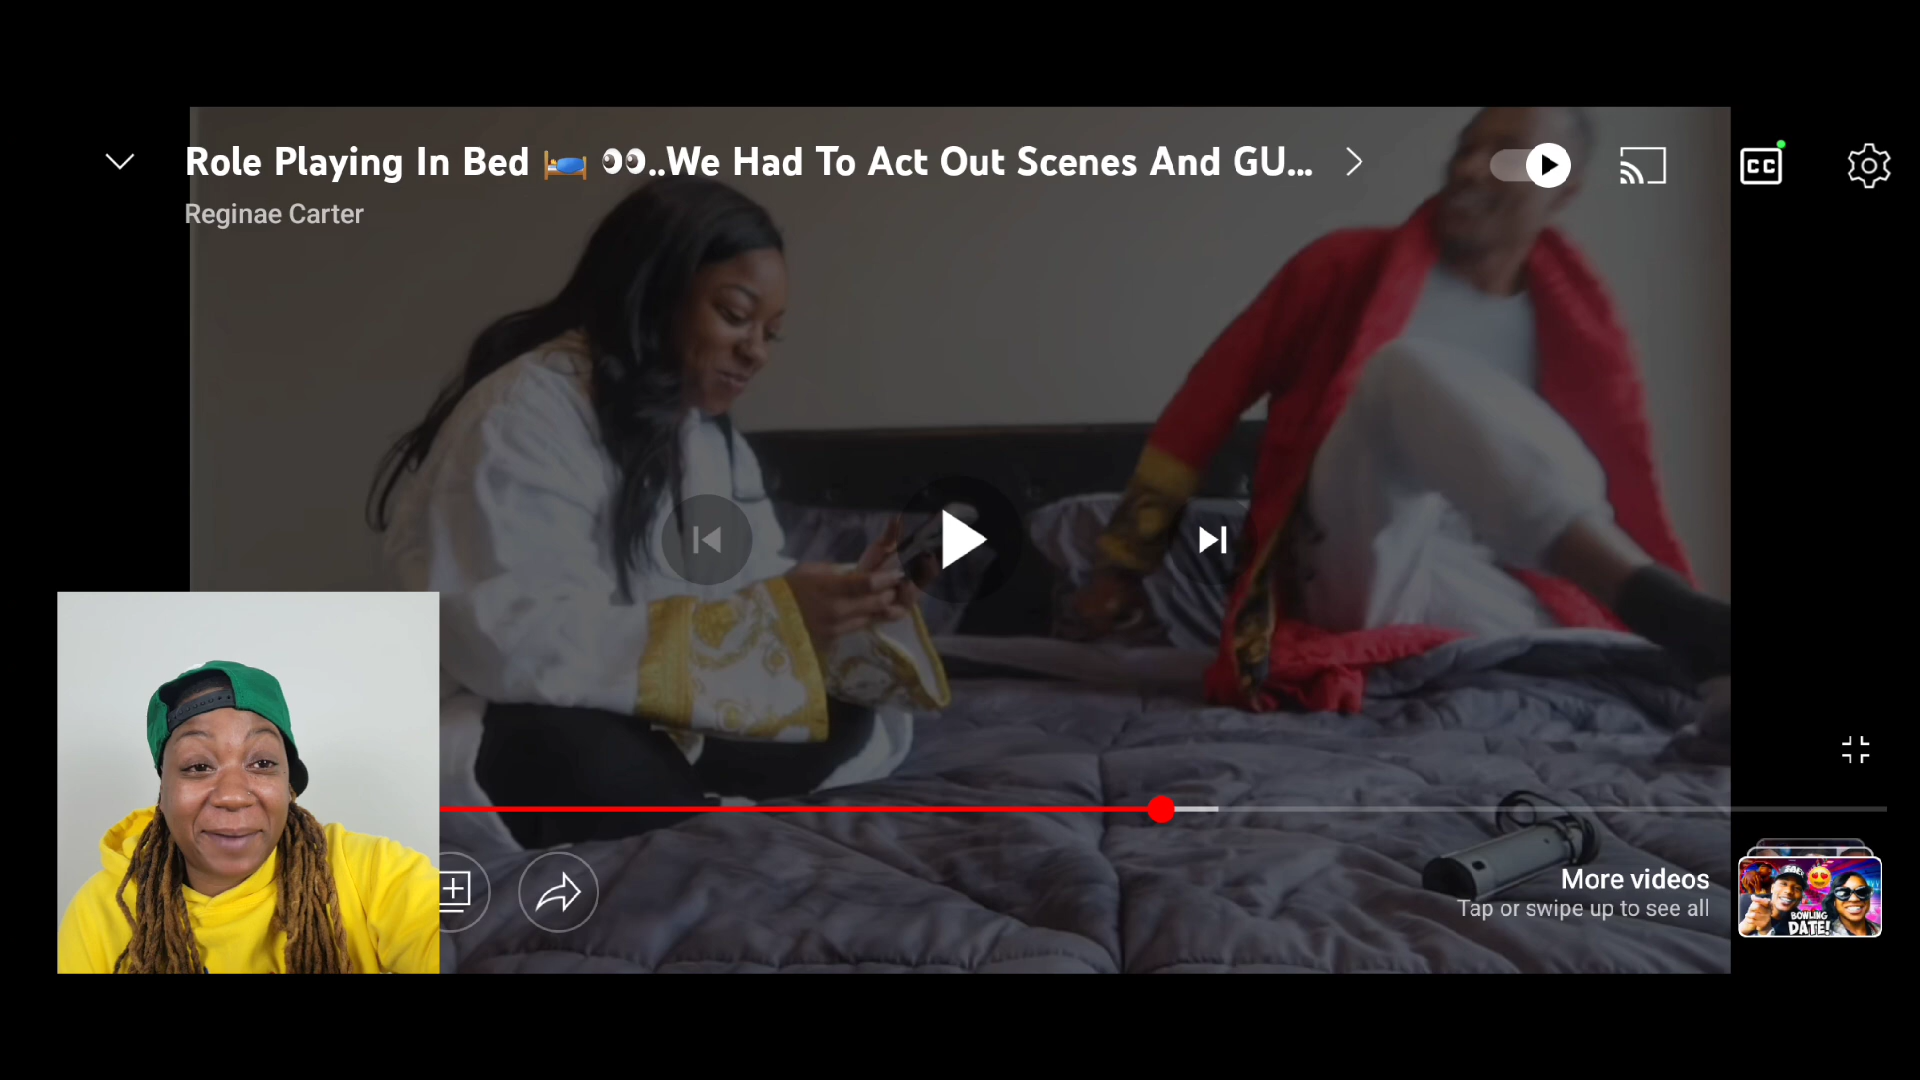 Role Playing In Bed 🛌 👀..We Had To Act Out Scenes And GU...
Reginae Carter
CC
More videos
Tap or swipe up to see all
BOWLING
DATE!